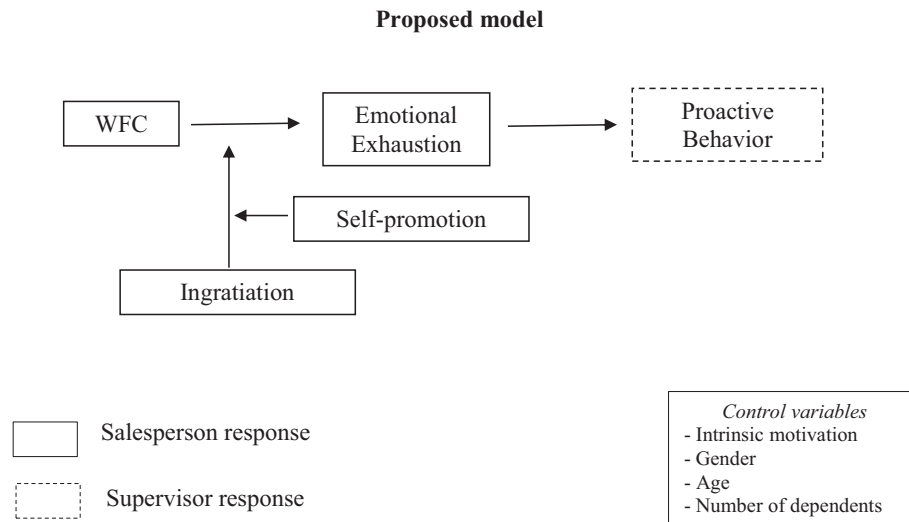 Proposed model
WFC
Emotional
Exhaustion
Proactive
Behavior
Self-promotion
Ingratiation
Salesperson response
Supervisor response
Control variables
- Intrinsic motivation
- Gender
- Age
- Number of dependents